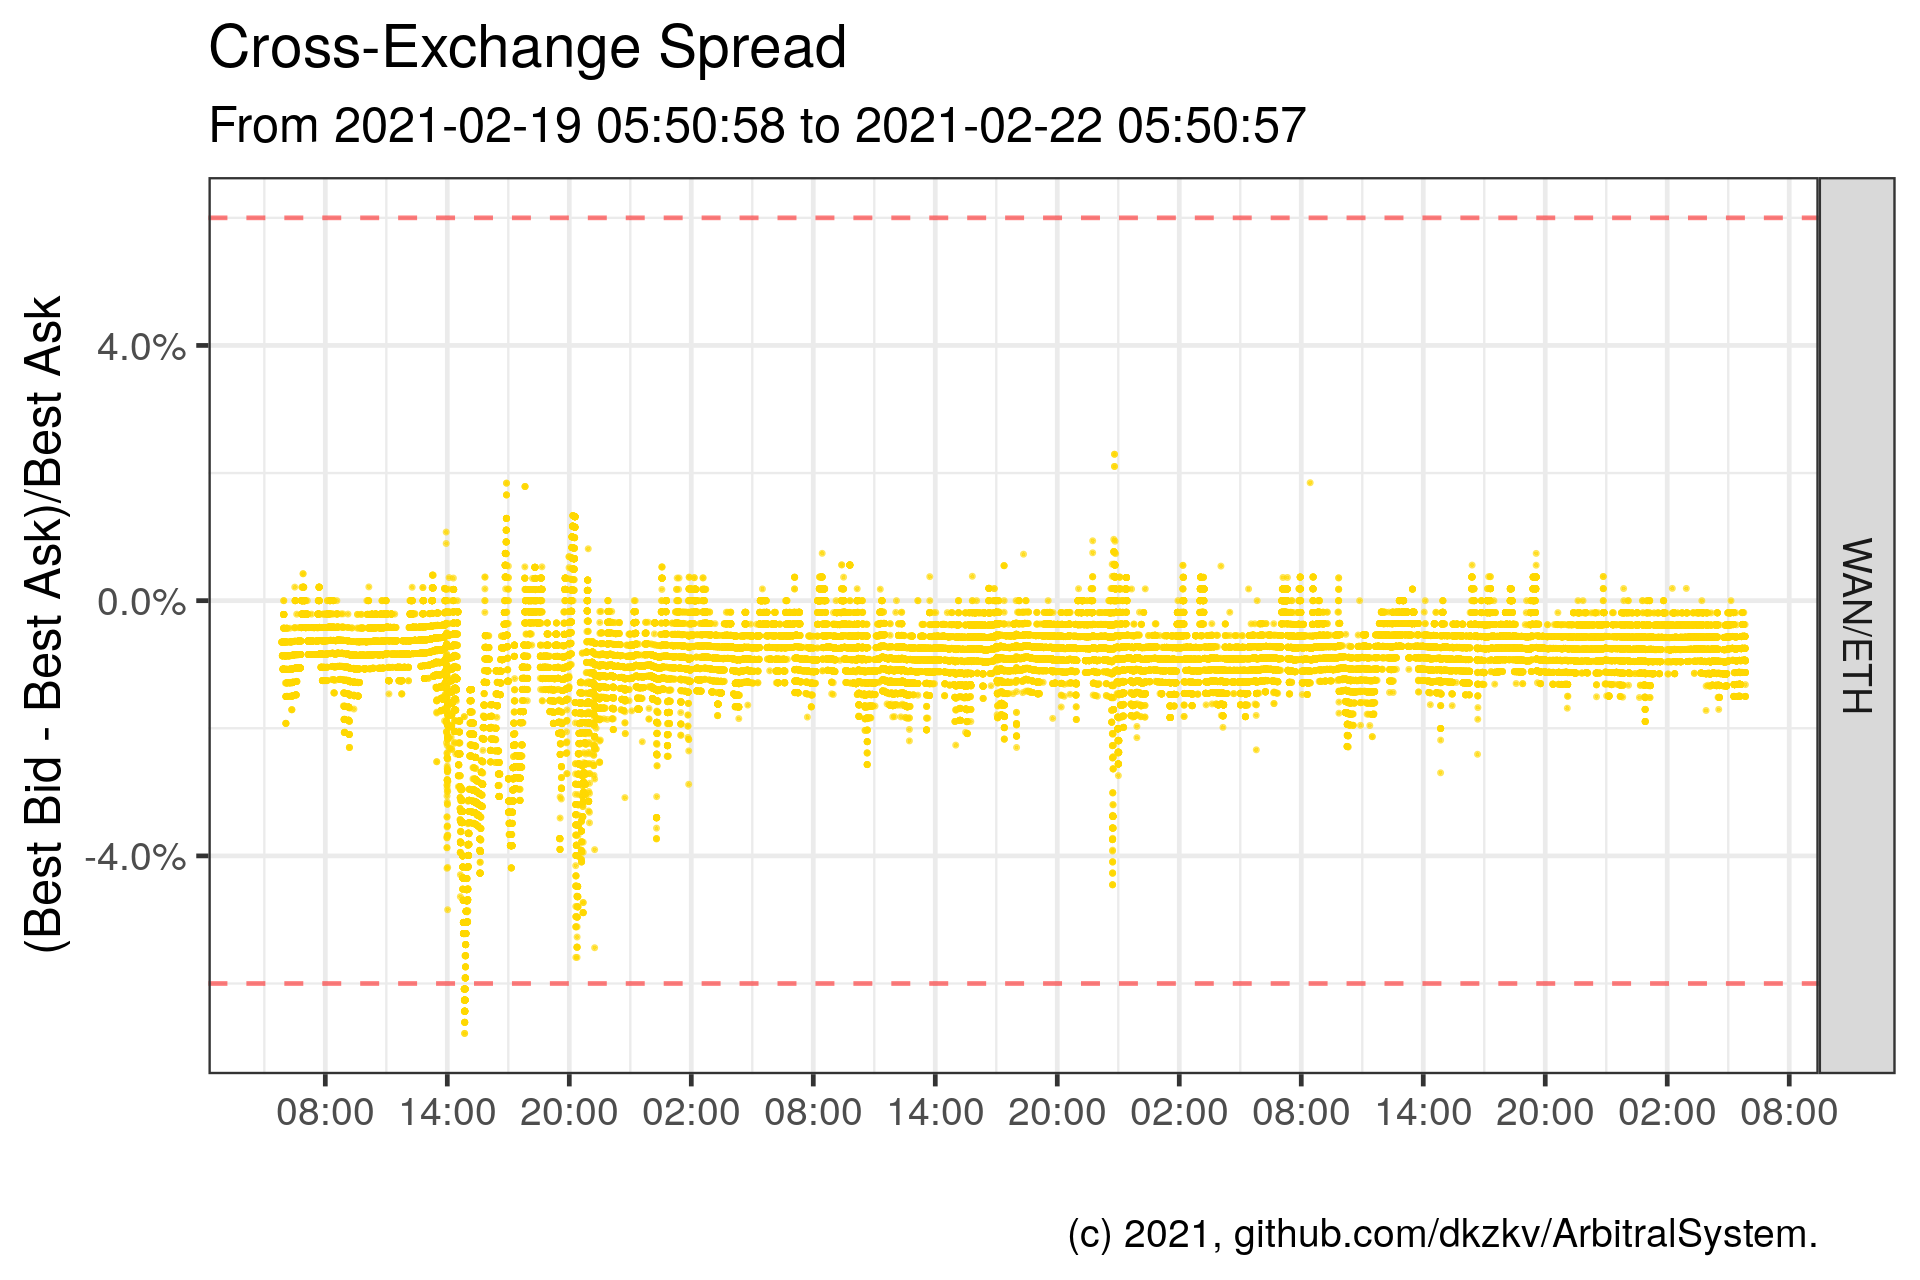 Cross-Exchange Spread
From 2021-02-19 05:50:58 to 2021-02-22 05:50:57
(Best Bid - Best Ask)/Best Ask
4.0%
0.0%
-4.0%
WAN/ETH
08:00 14:00 20:00 02:00 08:00 14:00 20:00 02:00 08:00 14:00 20:00 02:00 08:00
(c) 2021, github.com/dkzkv/ArbitralSystem.